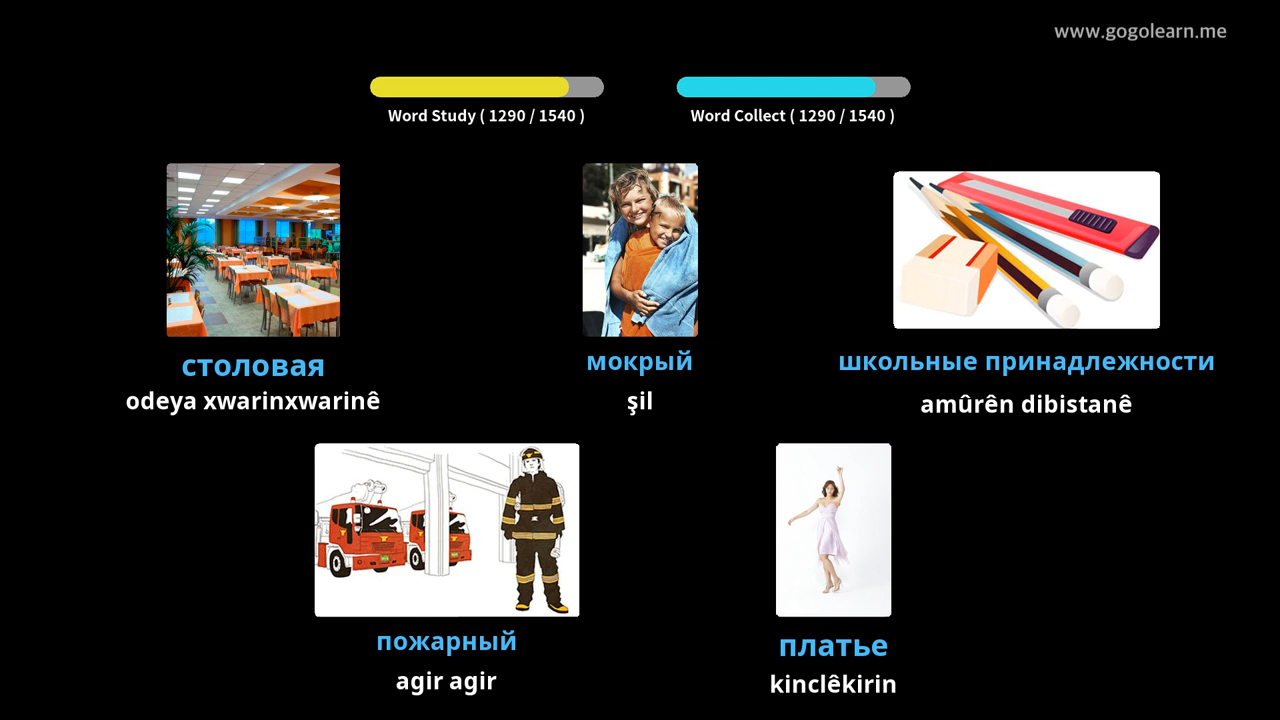 www.gogolearn.me
Word Study ( 1290 / 1540 )
Word Collect ( 1290 / 1540 )
столовая
odeya xwarinxwarinê
мокрый
şil
школьные принадлежности
amûrên dibistanê
пожарный
agir agir
платье
kinclêkirin